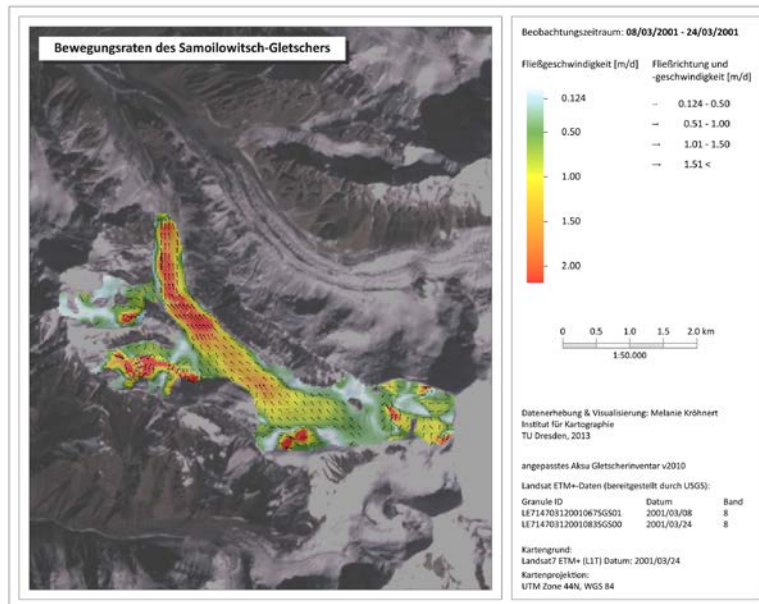 Bewegungsraten des Samoilowitsch-Gletschers
Beobachtungszeitraum: 08/03/2001 - 24/03/2001
Fließgeschwindigkeit [m/d]
0.124
0.50
1.00
1.50
2.00
Fließrichtung und
-geschwindigkeit [m/d]
0.124 - 0.50
0.51 - 1.00
1.01 - 1.50
1.51 <
0 0.5 1.0 1.5 2.0 km
1:50.000
Datenerhebung & Visualisierung: Melanie Kröhnert
Institut für Kartographie
TU Dresden, 2013
angepasstes Aksu Gletscherinventar v2010
Landsat ETM+-Daten (bereitgestellt durch USGS):
Granule ID Datum Band
LE71470312001067SGS01 2001/03/08 8
LE71470312001083SGS00 2001/03/24 8
Kartengrund:
Landsat7 ETM+ (L1T) Datum: 2001/03/24
Kartenprojektion:
UTM Zone 44N, WGS 84